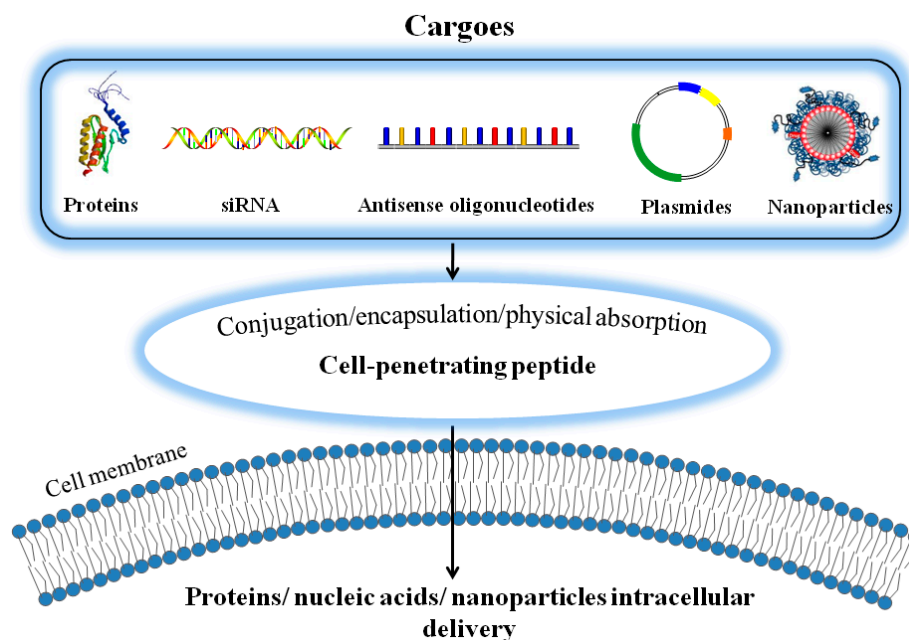 Cargoes
Proteins
siRNA
Antisense oligonucleotides
Plasmides
Nanoparticles
Conjugation/encapsulation/physical absorption
Cell-penetrating peptide
Cell membrane
Proteins/ nucleic acids/ nanoparticles intracellular
delivery